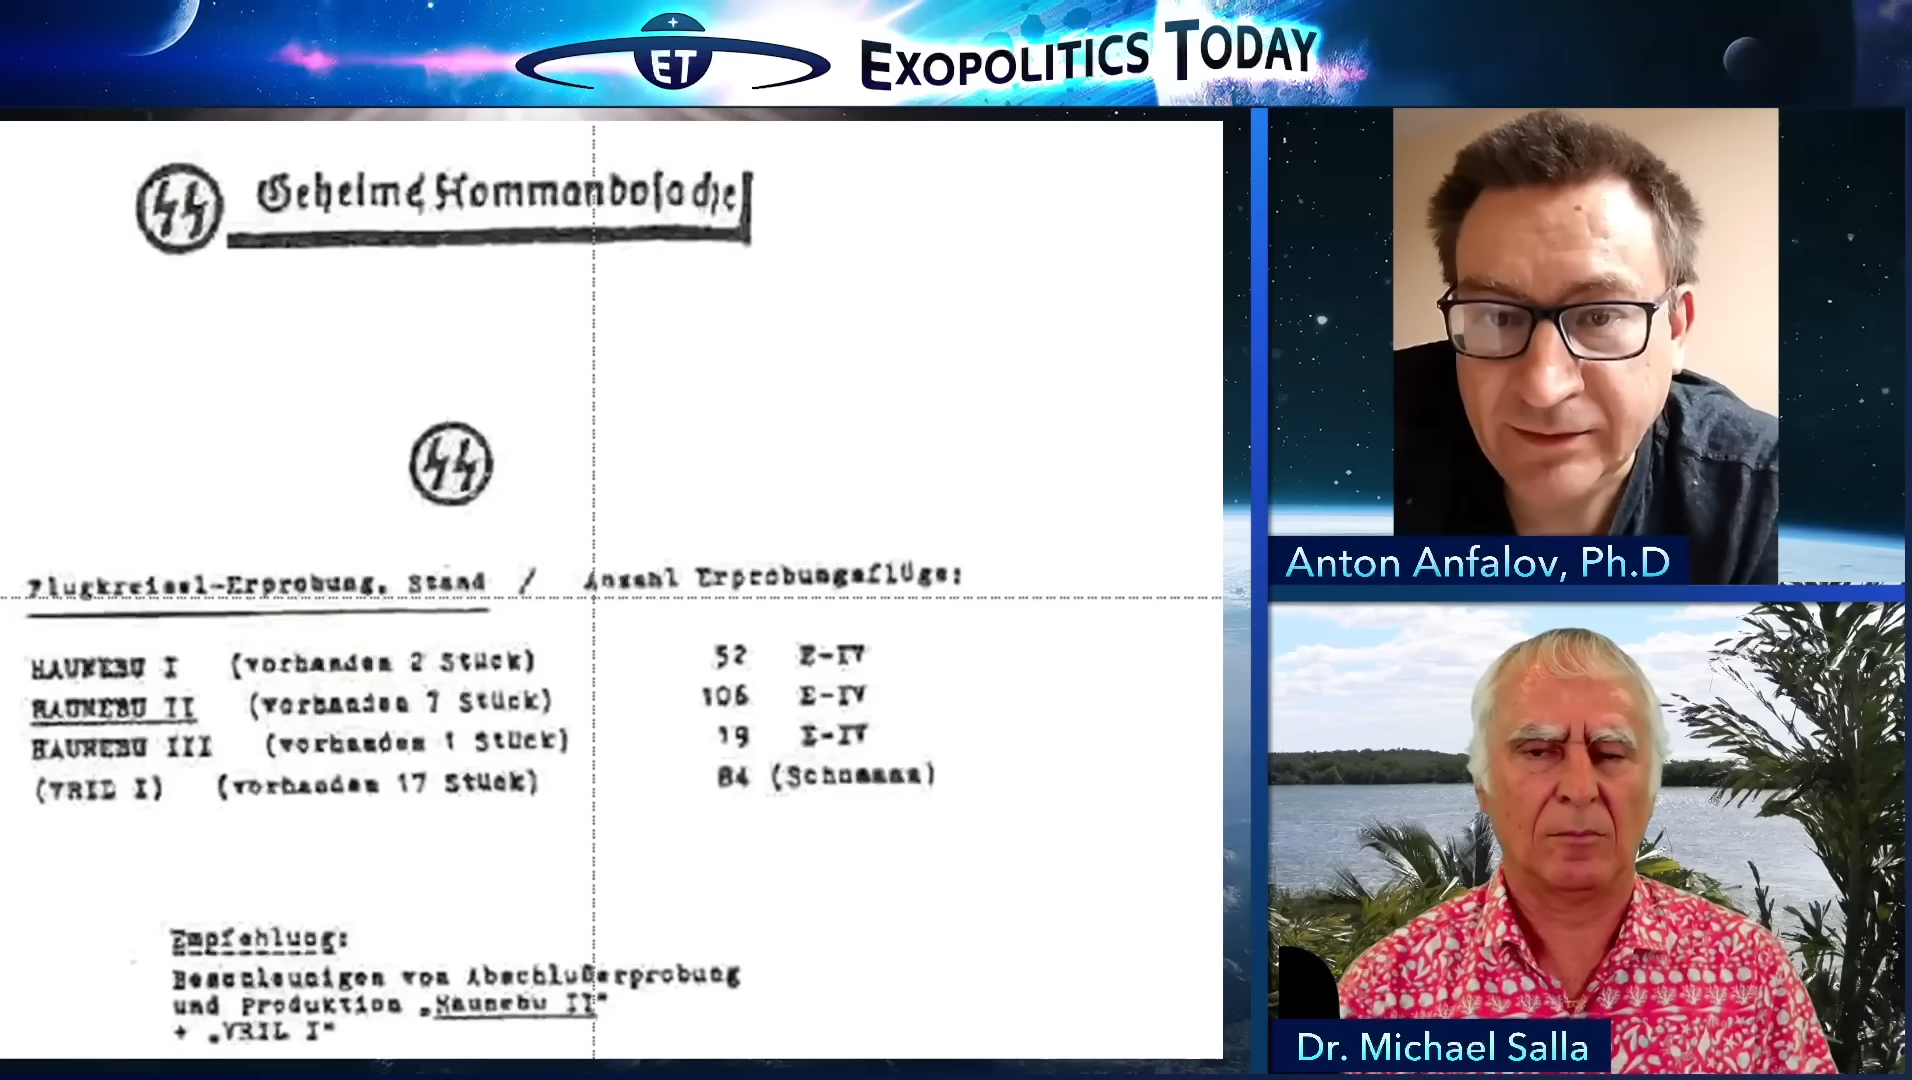 ET EXOPOLITICS TODAY
Geheime Kommandosache
Flugkreisel-Erprobung, Stand / Anzahl Erprobungsflüge:
HAUNEBU I (vorhanden 2 Stück) 52 E-IV
HAUNEBU II (vorhanden 7 Stück) 106 E-IV
HAUNEBU III (vorhanden 1 Stück) 19 E-IV
(VRIL I) (vorhanden 17 Stück) 84 (Schumann)
Empfehlung:
Beschleunigen von Abschlußerprobung
und Produktion „Haunebu II"
+ „VRIL I"
Anton Anfalov, Ph.D
Dr. Michael Salla